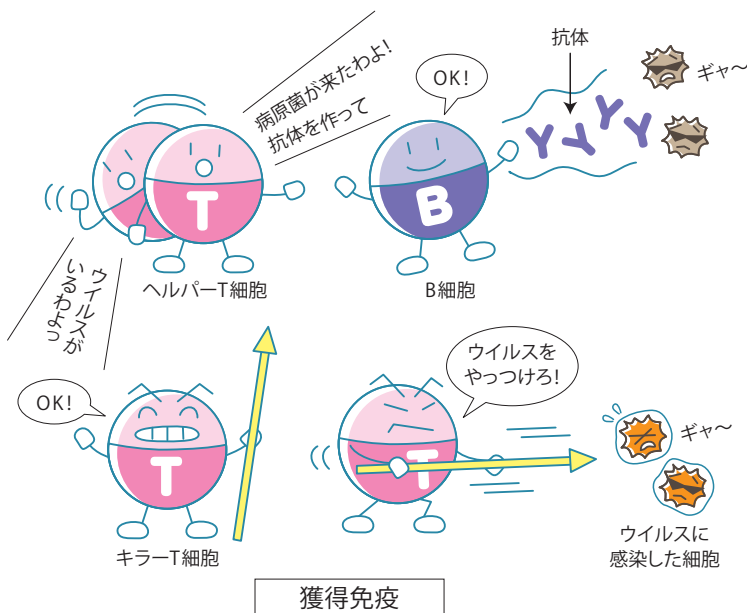 病原菌が来たわよ!
抗体を作って
OK!
抗体
ギャ〜
T
B
ヘルパーT細胞
B細胞
ウイルスが
いるわよっ
OK!
T
キラーT細胞
ウイルスを
やっつけろ!
T
ギャ〜
ウイルスに
感染した細胞
獲得免疫